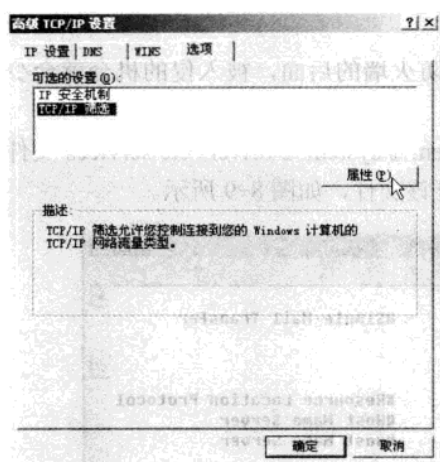 高级 TCP/IP 设置
IP 设置 DNS WINS 选项
可选的设置(O):
IP 安全机制
TCP/IP 筛选
属性(P)
描述:
TCP/IP 筛选允许您控制连接到您的 Windows 计算机的
TCP/IP 网络流量类型。
确定 取消